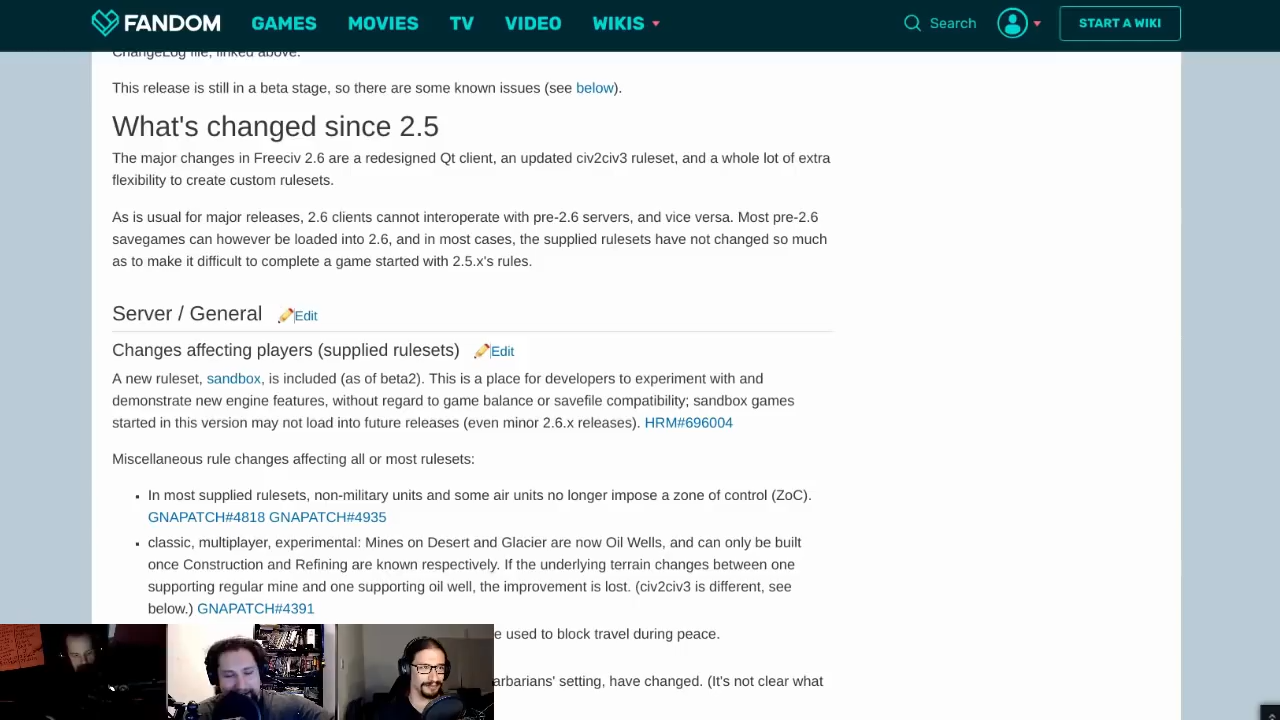 FANDOM GAMES MOVIES TV VIDEO WIKIS Search START A WIKI
ChangeLog file, linked above.
This release is still in a beta stage, so there are some known issues (see below).
What's changed since 2.5
The major changes in Freeciv 2.6 are a redesigned Qt client, an updated civ2civ3 ruleset, and a whole lot of extra
flexibility to create custom rulesets.
As is usual for major releases, 2.6 clients cannot interoperate with pre-2.6 servers, and vice versa. Most pre-2.6
savegames can however be loaded into 2.6, and in most cases, the supplied rulesets have not changed so much
as to make it difficult to complete a game started with 2.5.x's rules.
Server / General Edit
Changes affecting players (supplied rulesets) Edit
A new ruleset, sandbox, is included (as of beta2). This is a place for developers to experiment with and
demonstrate new engine features, without regard to game balance or savefile compatibility; sandbox games
started in this version may not load into future releases (even minor 2.6.x releases). HRM#696004
Miscellaneous rule changes affecting all or most rulesets:
In most supplied rulesets, non-military units and some air units no longer impose a zone of control (ZoC).
GNAPATCH#4818 GNAPATCH#4935
classic, multiplayer, experimental: Mines on Desert and Glacier are now Oil Wells, and can only be built
once Construction and Refining are known respectively. If the underlying terrain changes between one
supporting regular mine and one supporting oil well, the improvement is lost. (civ2civ3 is different, see
below.) GNAPATCH#4391
e used to block travel during peace.
arbarians' setting, have changed. (It's not clear what